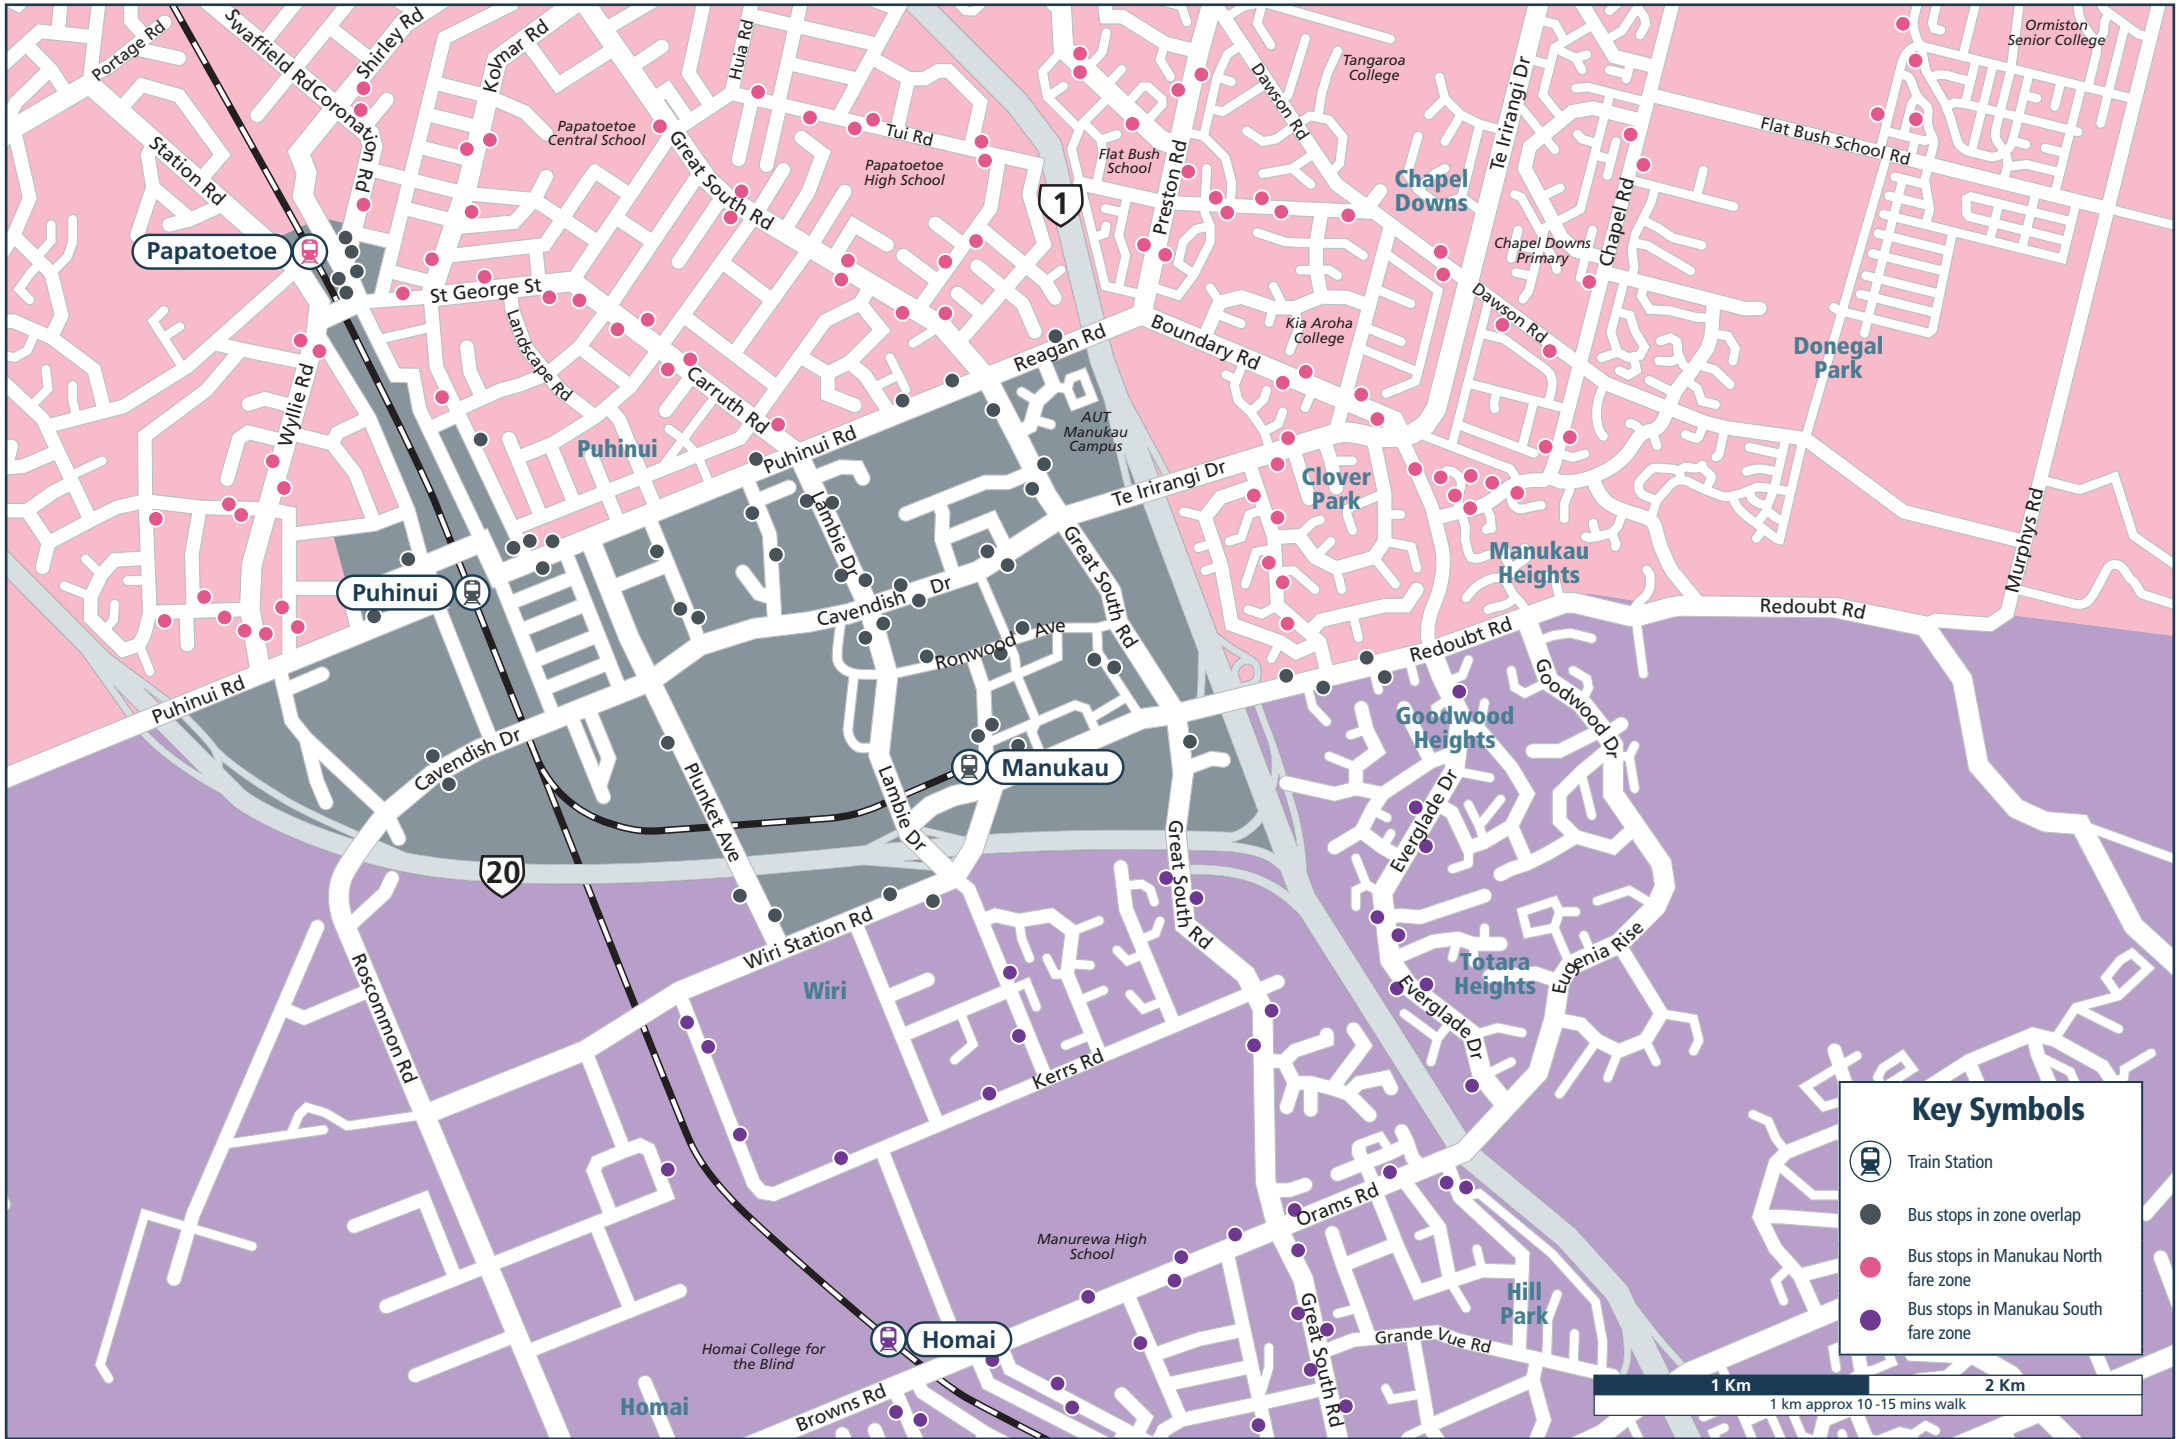 Portage Rd
Swaffield Rd
Shirley Rd
Coronation Rd
Kolmar Rd
Huia Rd
Station Rd
Papatoetoe
Central School
Great South Rd
Tui Rd
Papatoetoe
High School
1
Flat Bush
School
Preston Rd
Dawson Rd
Tangaroa
College
Te Irirangi Dr
Chapel
Downs
Chapel Downs
Primary
Chapel Rd
Flat Bush School Rd
Ormiston
Senior College
Papatoetoe
St George St
Landscape Rd
Wyllie Rd
Carruth Rd
Puhinui
Puhinui Rd
Reagan Rd
Boundary Rd
Kia Aroha
College
Dawson Rd
Donegal
Park
AUT
Manukau
Campus
Te Irirangi Dr
Clover
Park
Manukau
Heights
Murphys Rd
Lambie Dr
Great South Rd
Puhinui
Cavendish Dr
Ronwood Ave
Redoubt Rd
Redoubt Rd
Puhinui Rd
Cavendish Dr
Goodwood
Heights
Goodwood Dr
Manukau
Plunket Ave
Lambie Dr
Great South Rd
Everglade Dr
20
Wiri Station Rd
Roscommon Rd
Wiri
Totara
Heights
Eugenia Rise
Everglade Dr
Kerrs Rd
Manurewa High
School
Orams Rd
Hill
Park
Great South Rd
Grande Vue Rd
Homai
Homai College for
the Blind
Homai
Browns Rd
Key Symbols
Train Station
Bus stops in zone overlap
Bus stops in Manukau North
fare zone
Bus stops in Manukau South
fare zone
1 Km
2 Km
1 km approx 10 -15 mins walk